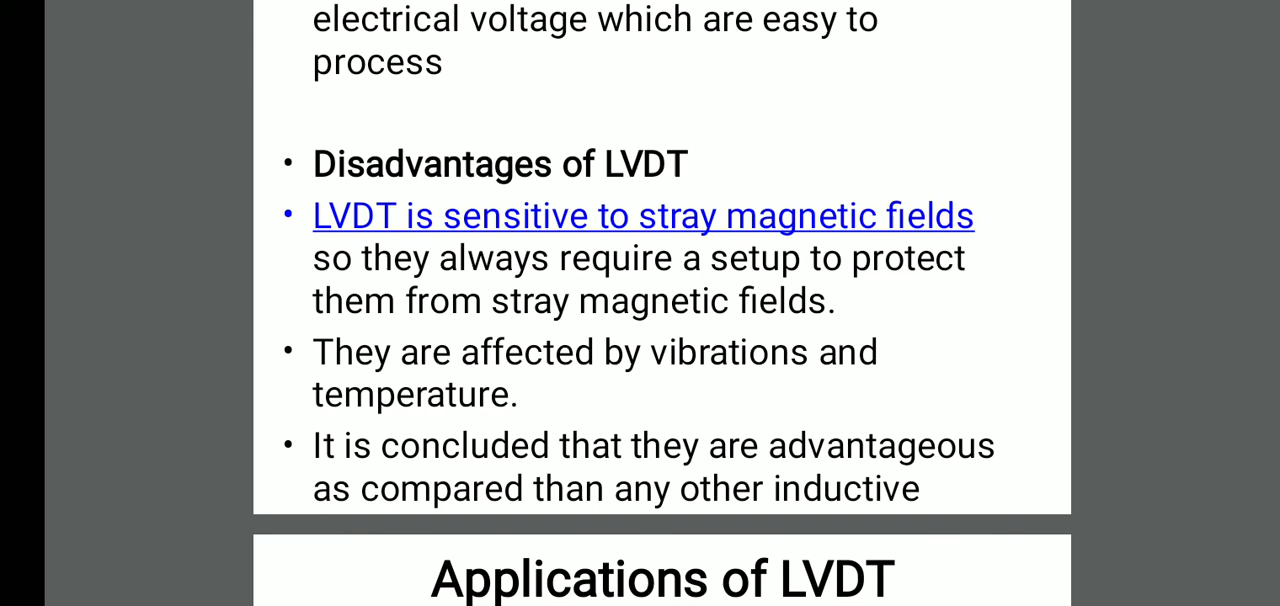 electrical voltage which are easy to
process
• Disadvantages of LVDT
• LVDT is sensitive to stray magnetic fields
so they always require a setup to protect
them from stray magnetic fields.
• They are affected by vibrations and
temperature.
• It is concluded that they are advantageous
as compared than any other inductive
Applications of LVDT